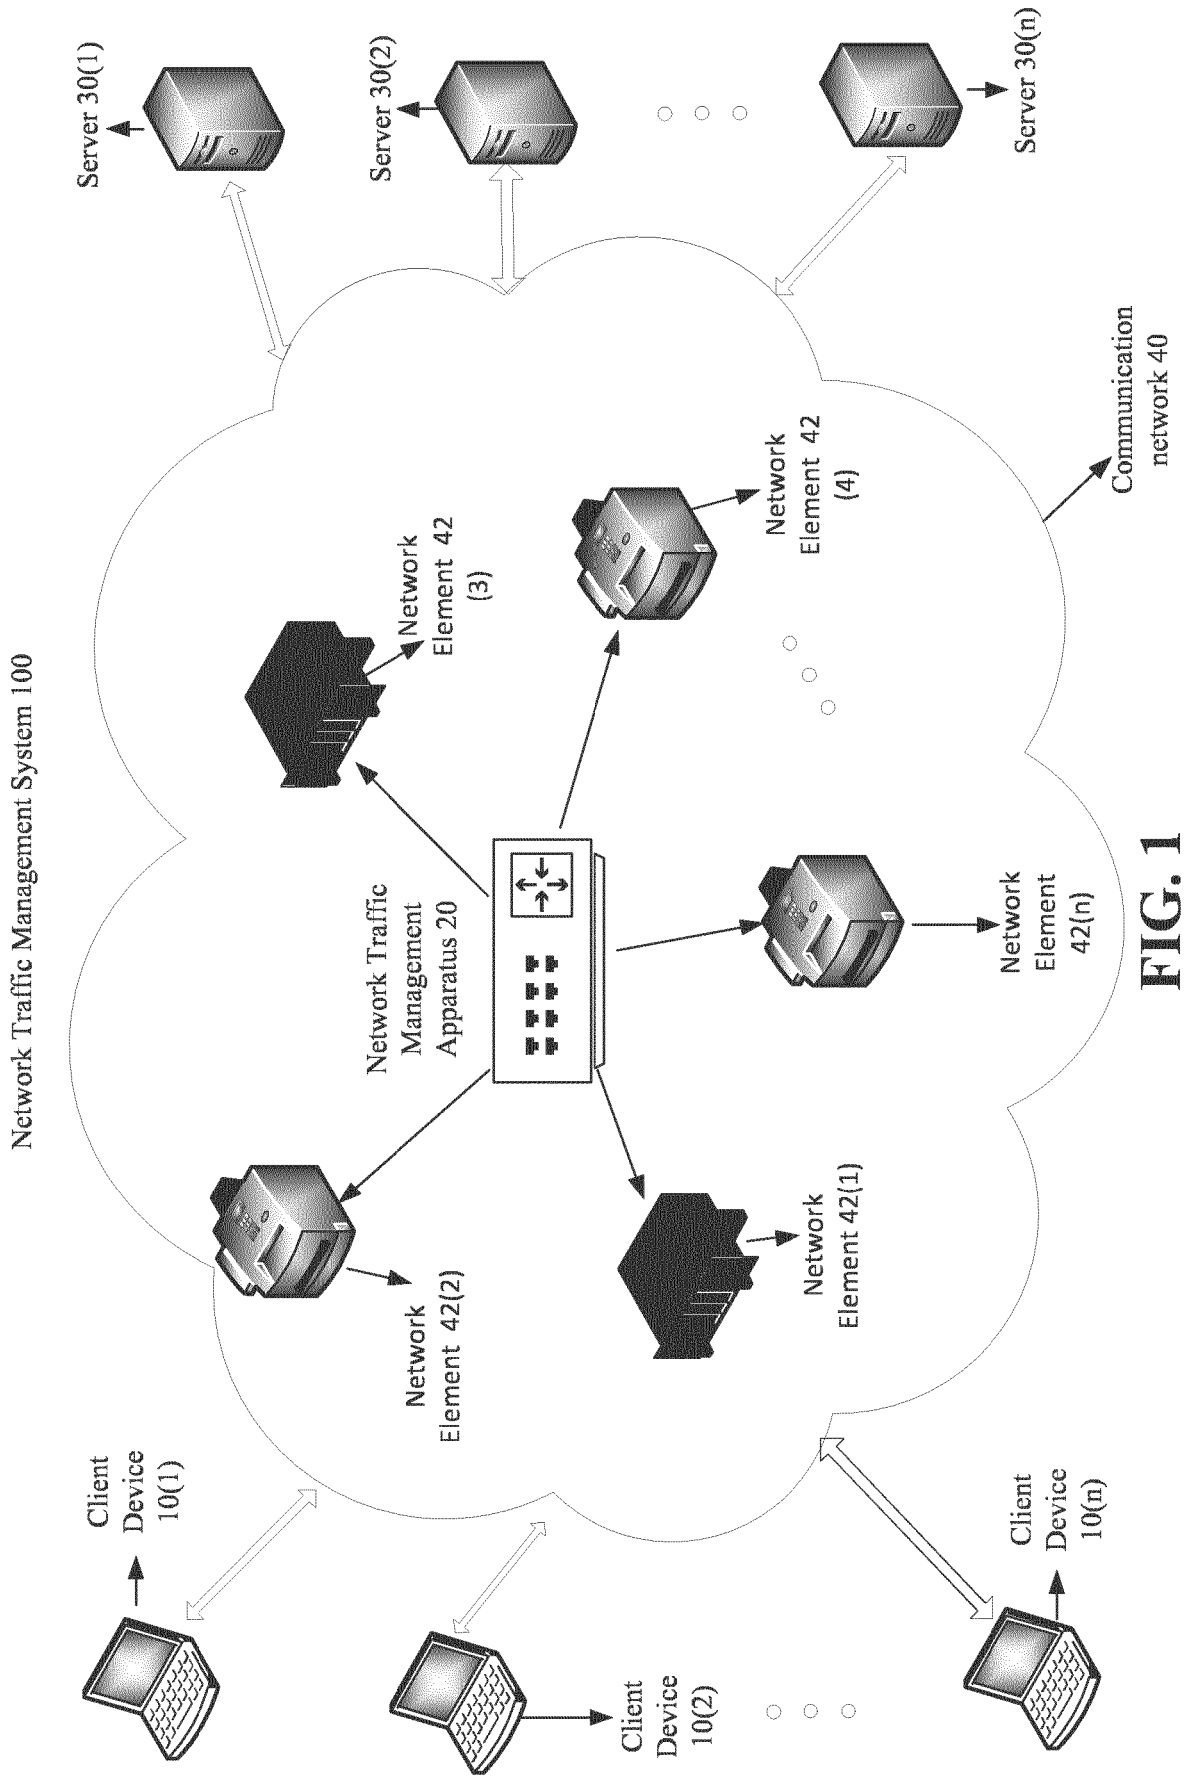 Network Traffic Management System 100
Client
Device
10(1)
Client
Device
10(2)
Client
Device
10(n)
Network
Element 42(2)
Network
Element 42(1)
Network Traffic
Management
Apparatus 20
Network
Element
42(n)
Network
Element 42
(3)
Network
Element 42
(4)
Communication
network 40
Server 30(1)
Server 30(2)
Server 30(n)
FIG. 1